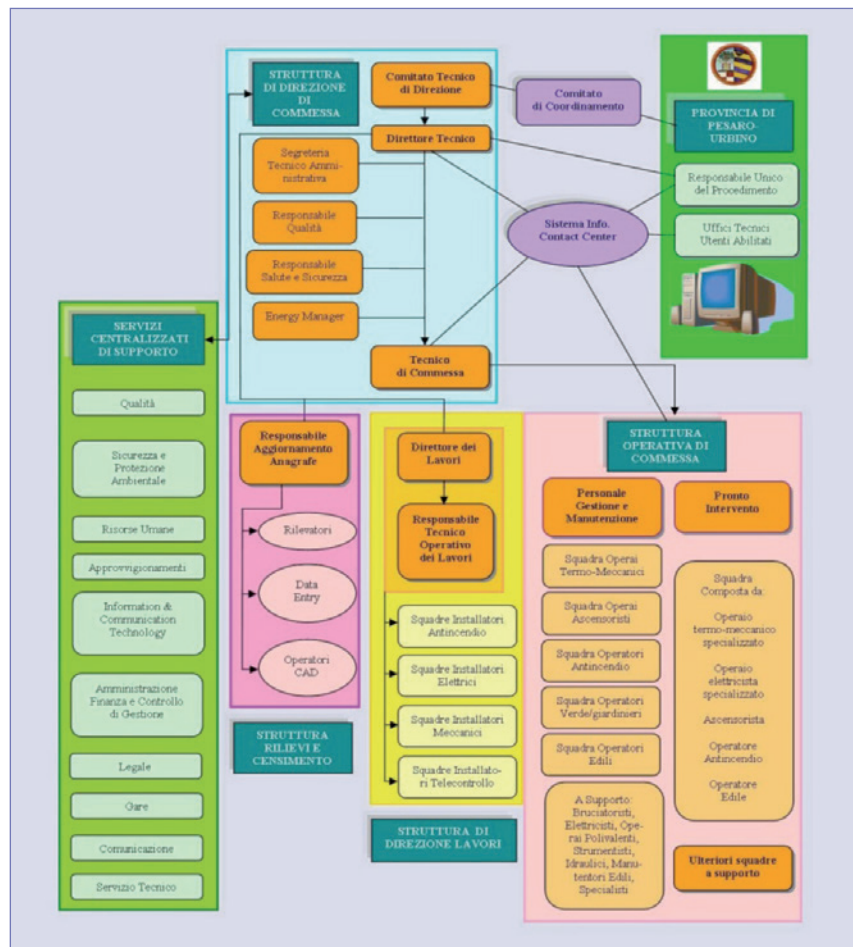 STRUTTURA
DI DIREZIONE
DI
COMMESSA
Comitato Tecnico
di Direzione
Comitato
di Coordinamento
PROVINCIA DI
PESARO-
URBINO
Direttore Tecnico
Segreteria
Tecnico Ammi-
nistrativa
Responsabile Unico
del Procedimento
Responsabile
Qualità
Sistema Info.
Contact Center
Uffici Tecnici
Utenti Abilitati
Responsabile
Salute e Sicurezza
Energy Manager
Tecnico
di Commessa
SERVIZI
CENTRALIZZATI
DI SUPPORTO
Qualità
Sicurezza e
Protezione
Ambientale
Risorse Umane
Approvvigionamenti
Information &
Communication
Technology
Amministrazione
Finanza e Controllo
di Gestione
Legale
Gare
Comunicazione
Servizio Tecnico
Responsabile
Aggiornamento
Anagrafe
Rilevatori
Data
Entry
Operatori
CAD
STRUTTURA
RILIEVI E
CENSIMENTO
Direttore dei
Lavori
Responsabile
Tecnico
Operativo
dei Lavori
Squadre Installatori
Antincendio
Squadre Installatori
Elettrici
Squadre Installatori
Meccanici
Squadre Installato-
ri Telecontrollo
STRUTTURA DI
DIREZIONE LAVORI
STRUTTURA
OPERATIVA DI
COMMESSA
Personale
Gestione e
Manutenzione
Squadra Operai
Termo-Meccanici
Squadra Operai
Ascensoristi
Squadra Operatori
Antincendio
Squadra Operatori
Verde/giardinieri
Squadra Operatori
Edili
A Supporto:
Bruciatoristi,
Elettricisti, Ope-
rai Polivalenti,
Strumentisti,
Idraulici, Manu-
tentori Edili,
Specialisti
Pronto
Intervento
Squadra
Composta da:
Operaio
termo-meccanico
specializzato
Operaio
elettricista
specializzato
Ascensorista
Operatore
Antincendio
Operatore
Edile
Ulteriori squadre
a supporto